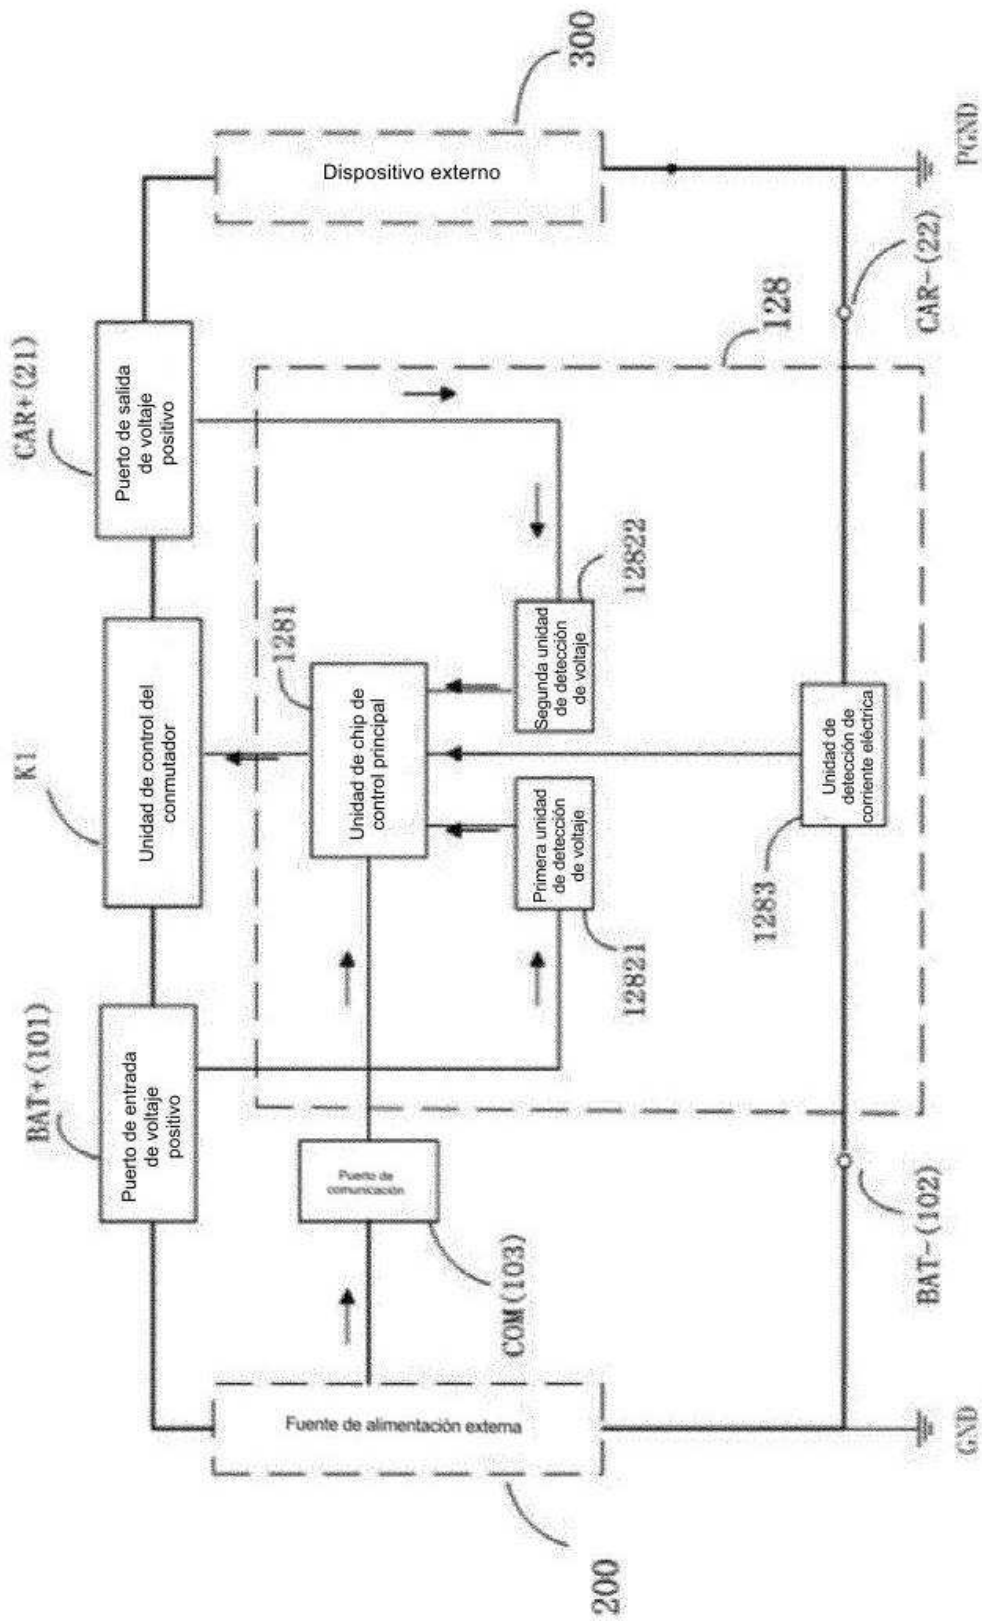 BAT+(101)
K1
CAR+(21)
Puerto de entrada
de voltaje
positivo
Unidad de control del
conmutador
Puerto de salida
de voltaje
positivo
200
Fuente de alimentación externa
Puerto de
comunicación
COM(103)
1281
Unidad de chip de
control principal
Primera unidad
de detección
de voltaje
12821
Segunda unidad
de detección
de voltaje
12822
Dispositivo externo
300
128
1283
Unidad de
detección de
corriente eléctrica
GND
BAT-(102)
CAR-(22)
PGND